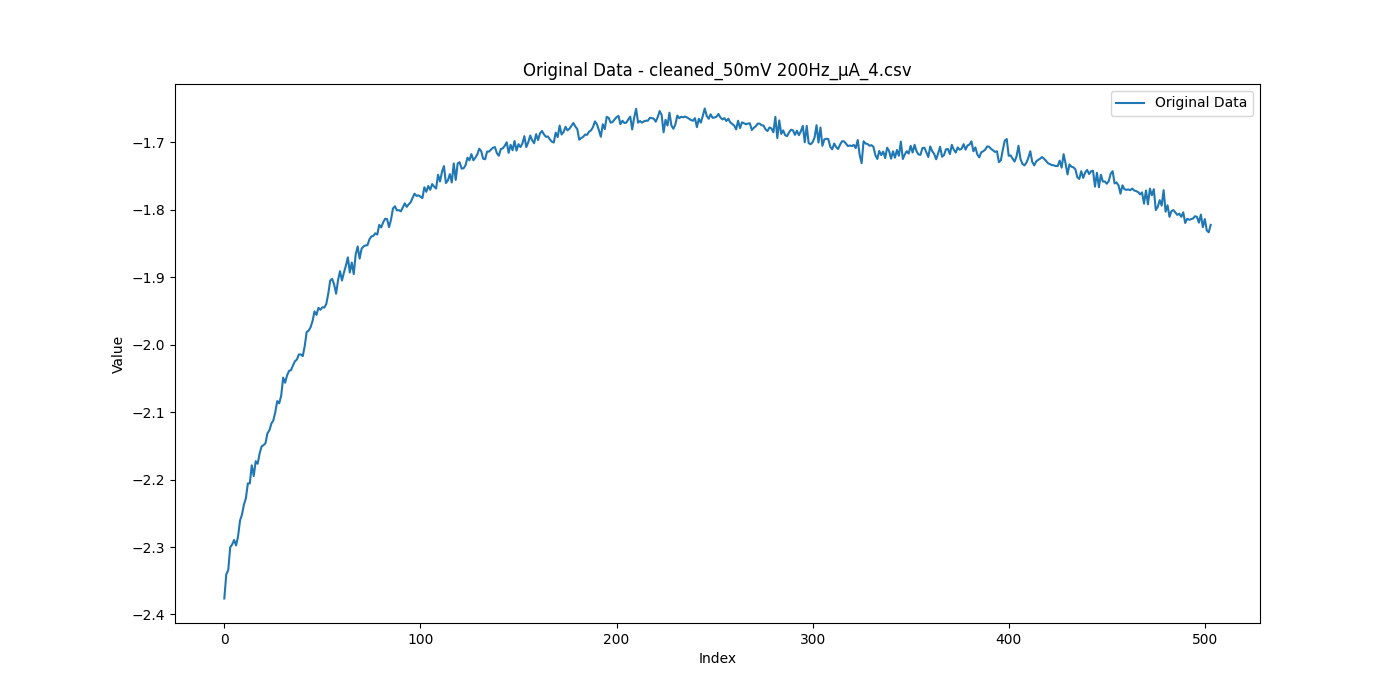 Original Data - cleaned_50mV 200Hz_µA_4.csv
Original Data
−1.7
−1.8
−1.9
−2.0
−2.1
−2.2
−2.3
−2.4
Value
0 100 200 300 400 500
Index